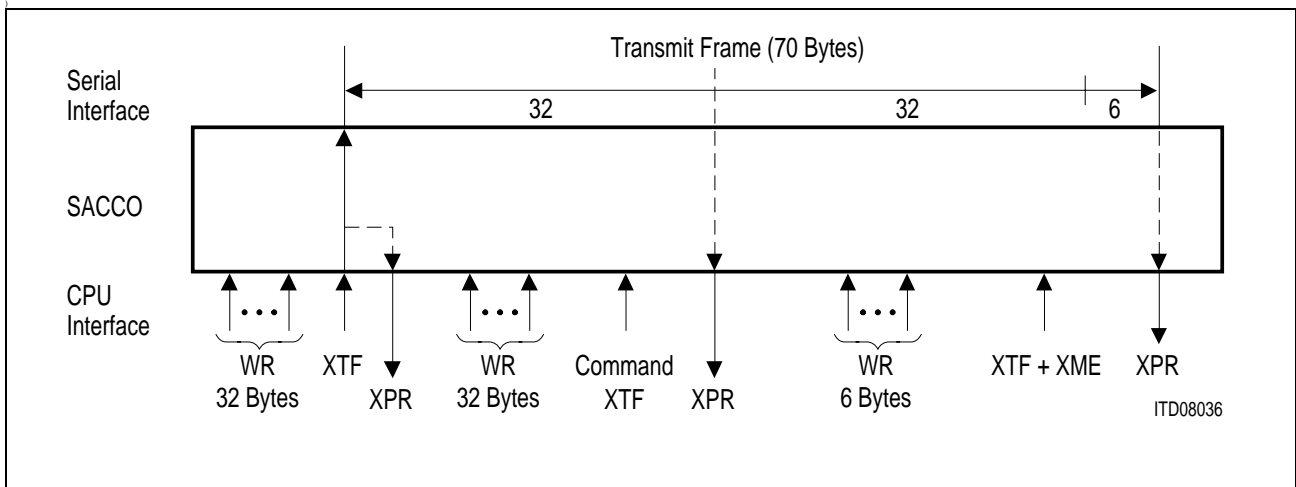 )
Transmit Frame (70 Bytes)
Serial
Interface
32
32
6
SACCO
CPU
Interface
• • •
• • •
• • •
WR
32 Bytes
XTF
XPR
WR
32 Bytes
Command
XTF
XPR
WR
6 Bytes
XTF + XME
XPR
ITD08036